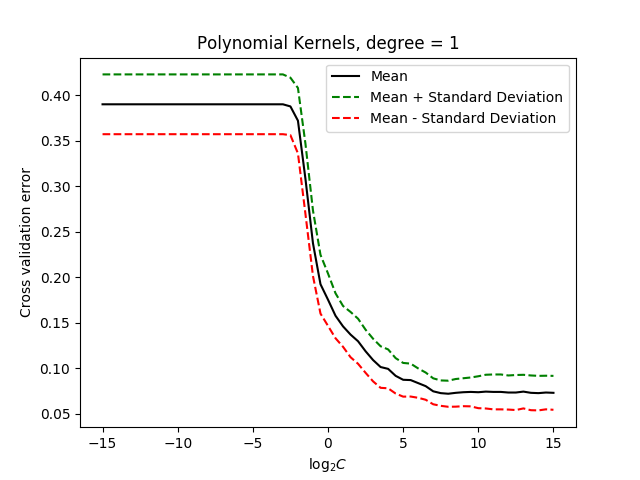 Polynomial Kernels, degree = 1
Mean
Mean + Standard Deviation
Mean - Standard Deviation
Cross validation error
0.40
0.35
0.30
0.25
0.20
0.15
0.10
0.05
−15
−10
−5
0
5
10
15
log₂C